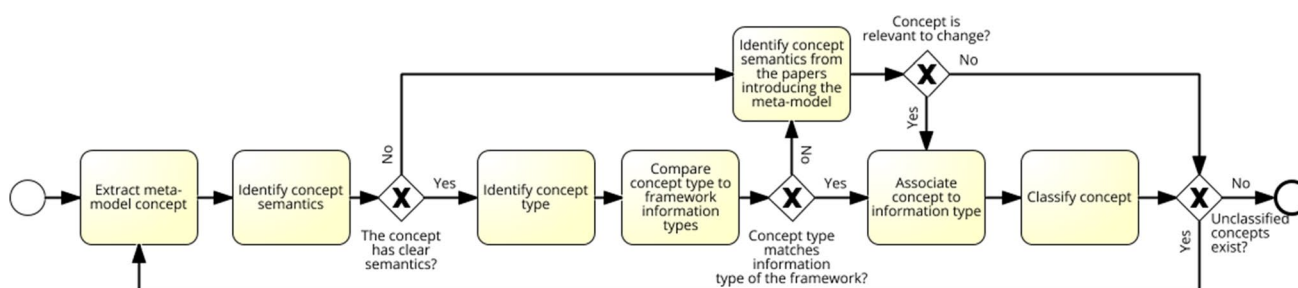 Concept is
relevant to change?
Identify concept
semantics from
the papers
introducing the
meta-model
X
No
Yes
No
No
Extract meta-
model concept
Identify concept
semantics
X
Yes
Identify concept
type
Compare
concept type to
framework
information
types
X
Yes
Associate
concept to
information type
Classify concept
X
No
The concept
has clear
semantics?
Concept type
matches
information
type of the framework?
Yes
Unclassified
concepts
exist?